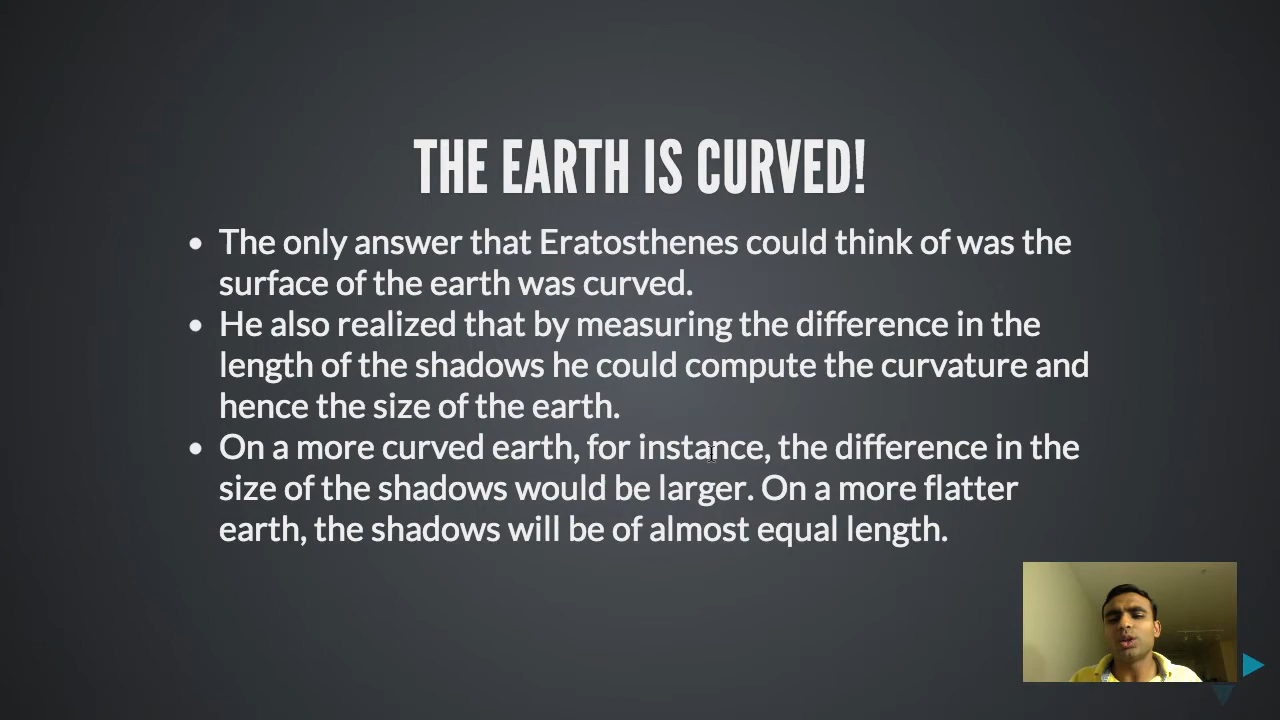 THE EARTH IS CURVED!
• The only answer that Eratosthenes could think of was the
surface of the earth was curved.
• He also realized that by measuring the difference in the
length of the shadows he could compute the curvature and
hence the size of the earth.
• On a more curved earth, for instance, the difference in the
size of the shadows would be larger. On a more flatter
earth, the shadows will be of almost equal length.